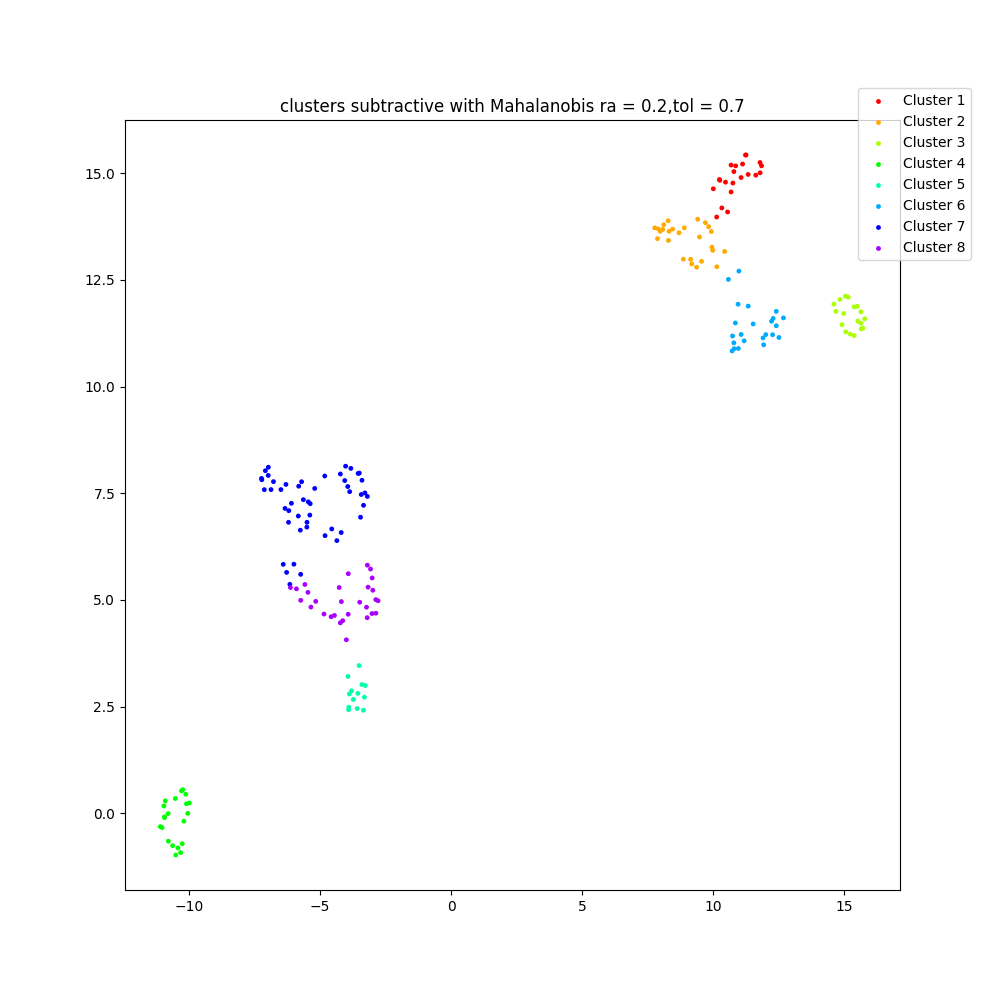 clusters subtractive with Mahalanobis ra = 0.2,tol = 0.7
Cluster 1
Cluster 2
Cluster 3
Cluster 4
Cluster 5
Cluster 6
Cluster 7
Cluster 8
15.0
12.5
10.0
7.5
5.0
2.5
0.0
−10 −5 0 5 10 15